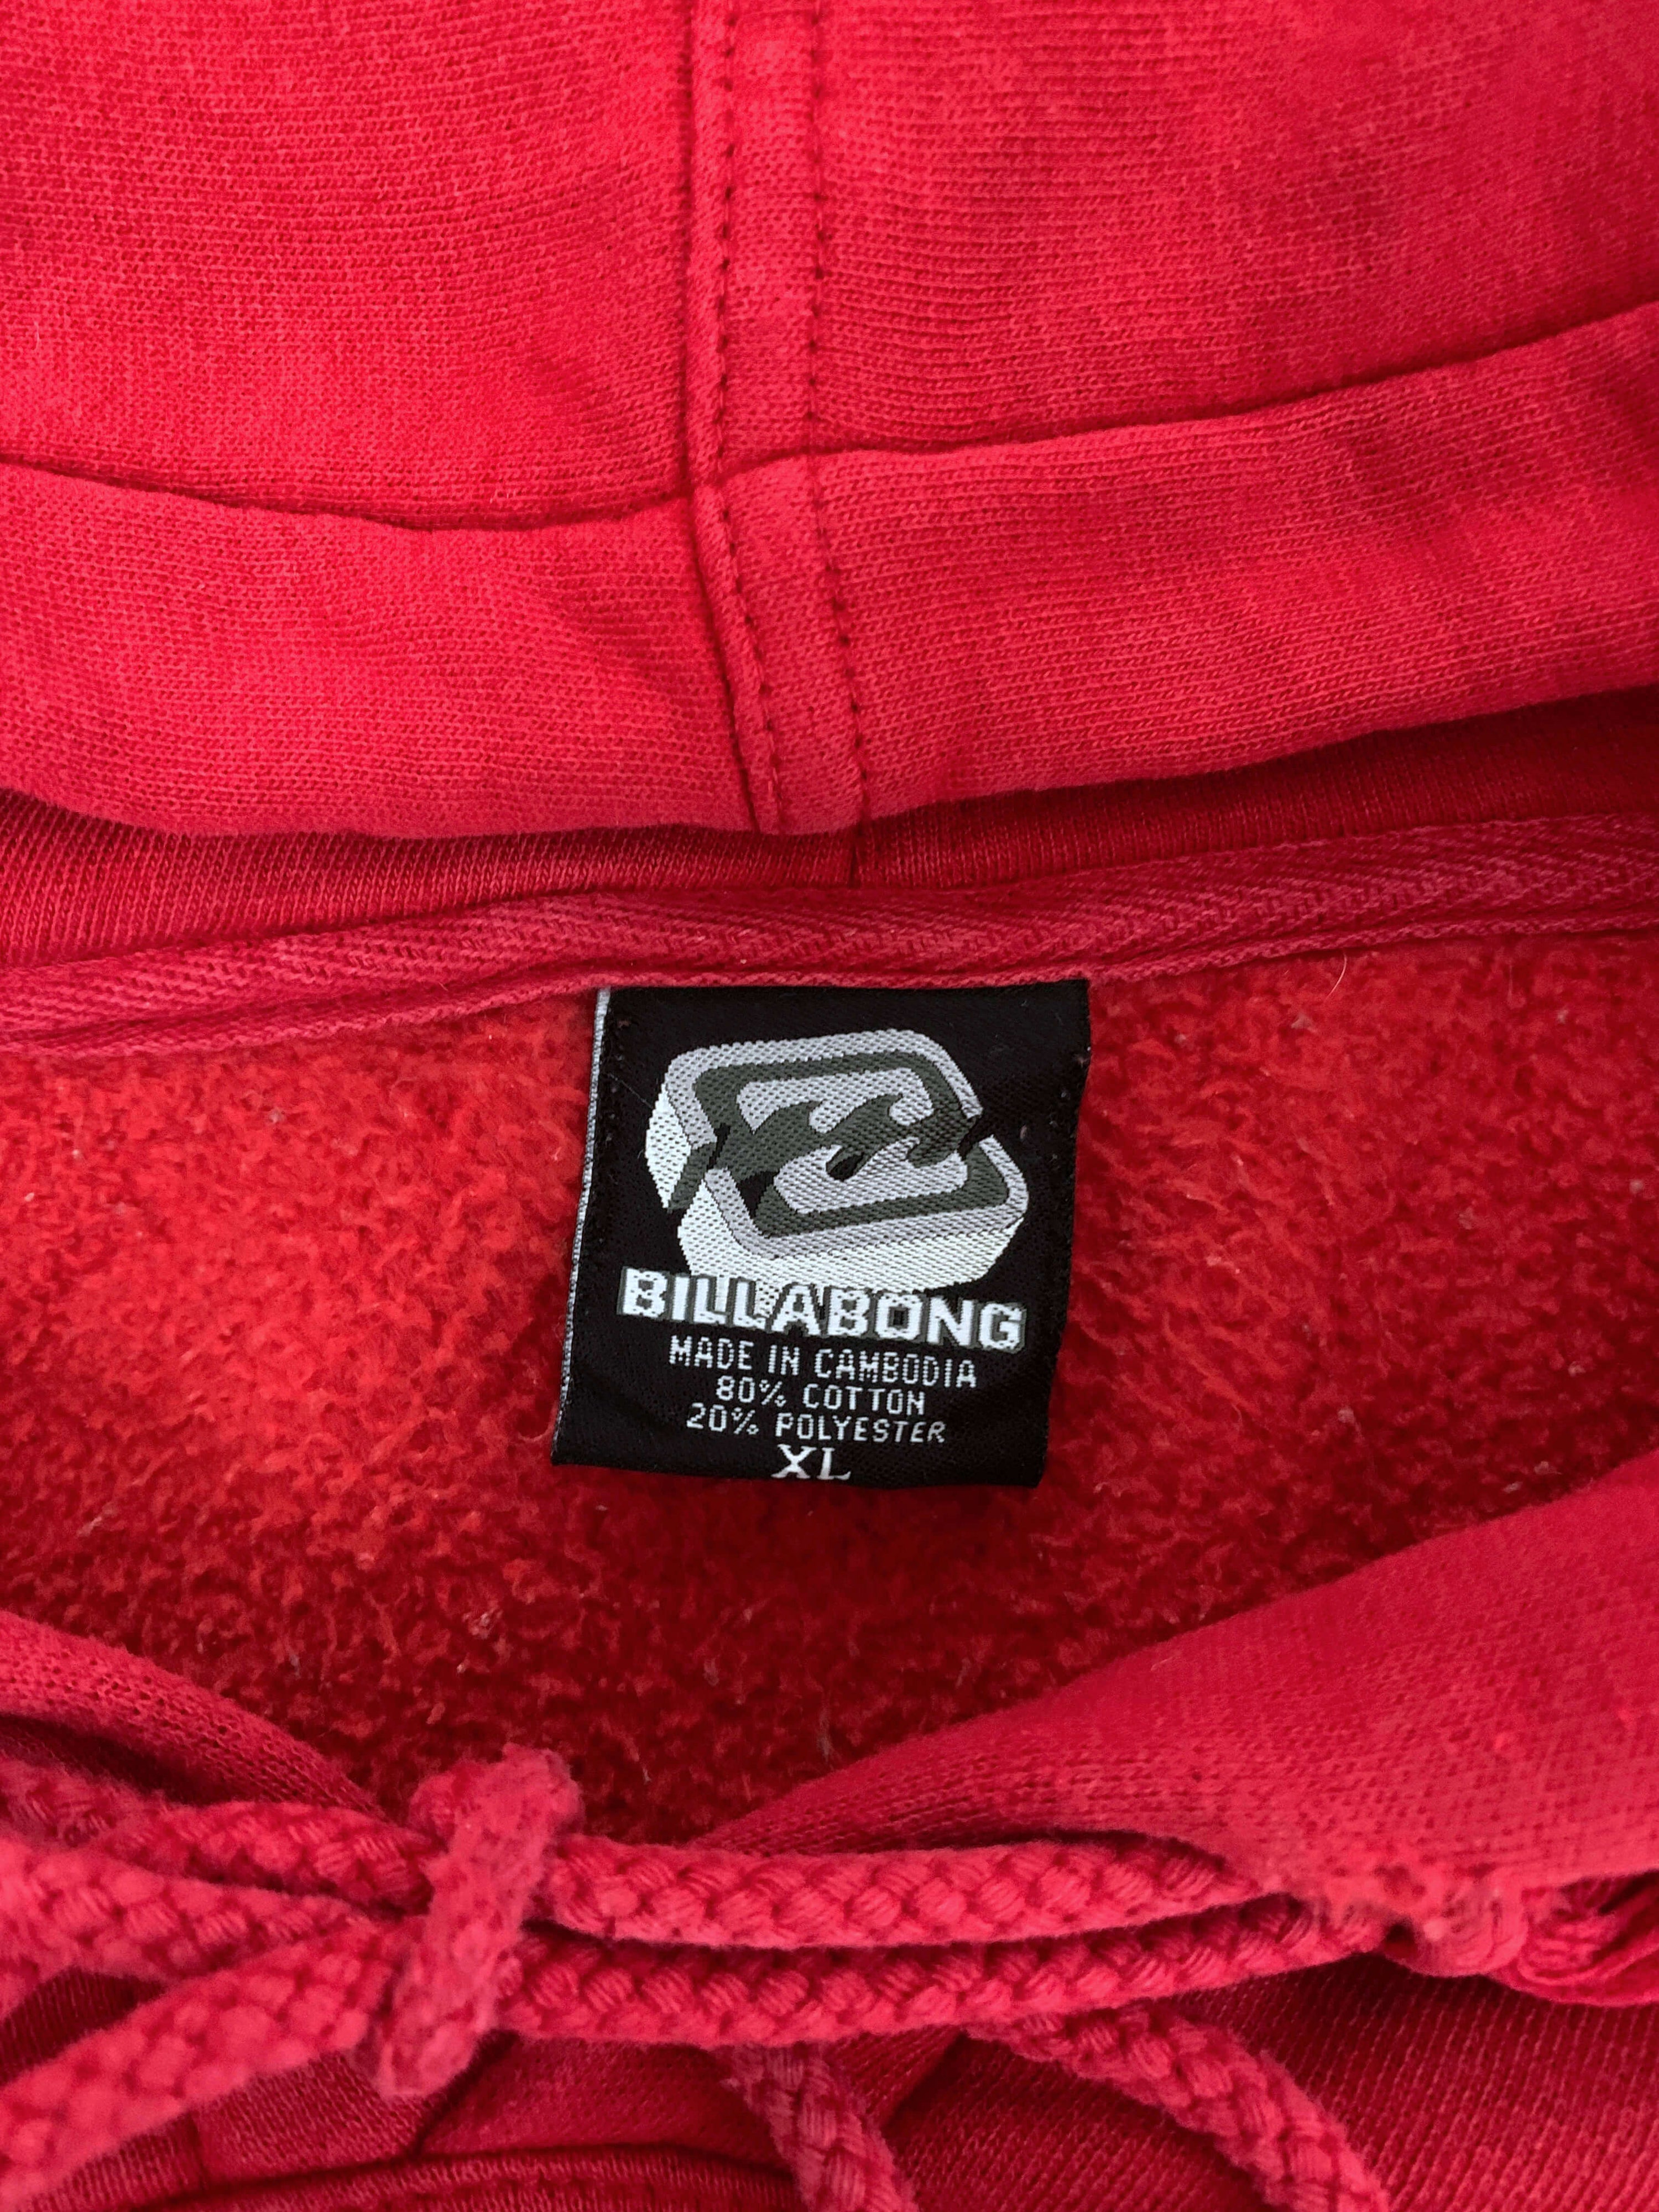 BILLABONG
MADE IN CAMBODIA
80% COTTON
20% POLYESTER
XL